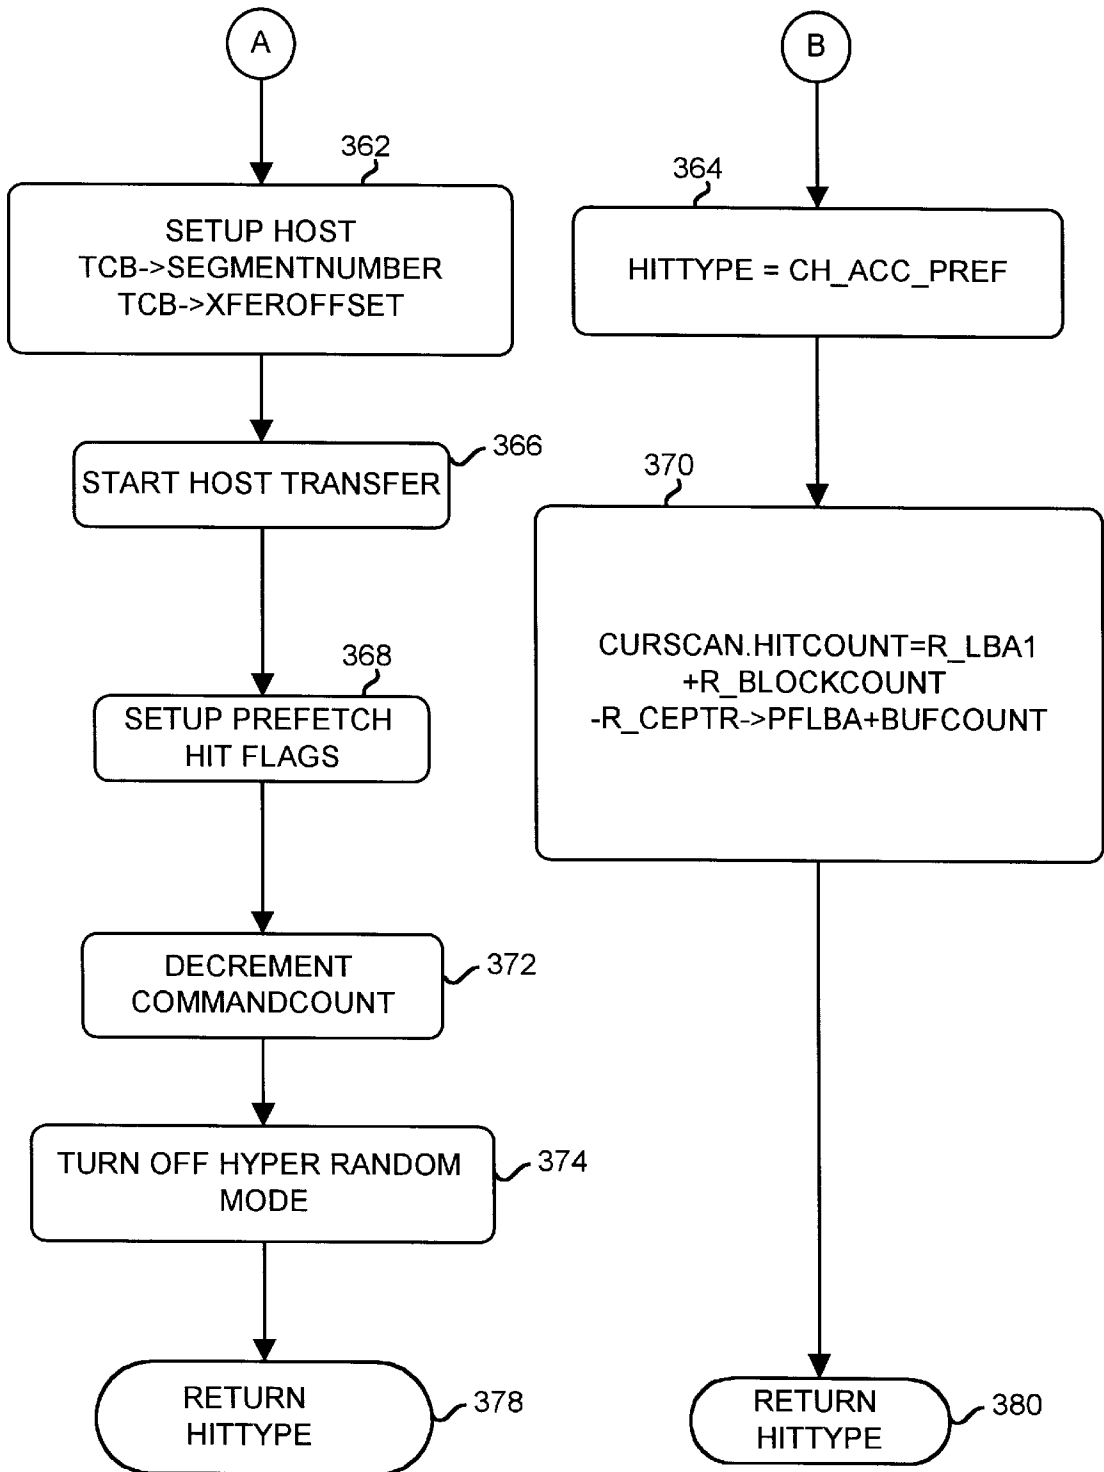 A
362
SETUP HOST
TCB->SEGMENTNUMBER
TCB->XFEROFFSET
366
START HOST TRANSFER
368
SETUP PREFETCH
HIT FLAGS
372
DECREMENT
COMMANDCOUNT
374
TURN OFF HYPER RANDOM
MODE
378
RETURN
HITTYPE
B
364
HITTYPE = CH_ACC_PREF
370
CURSCAN.HITCOUNT=R_LBA1
+R_BLOCKCOUNT
-R_CEPTR->PFLBA+BUFCOUNT
380
RETURN
HITTYPE